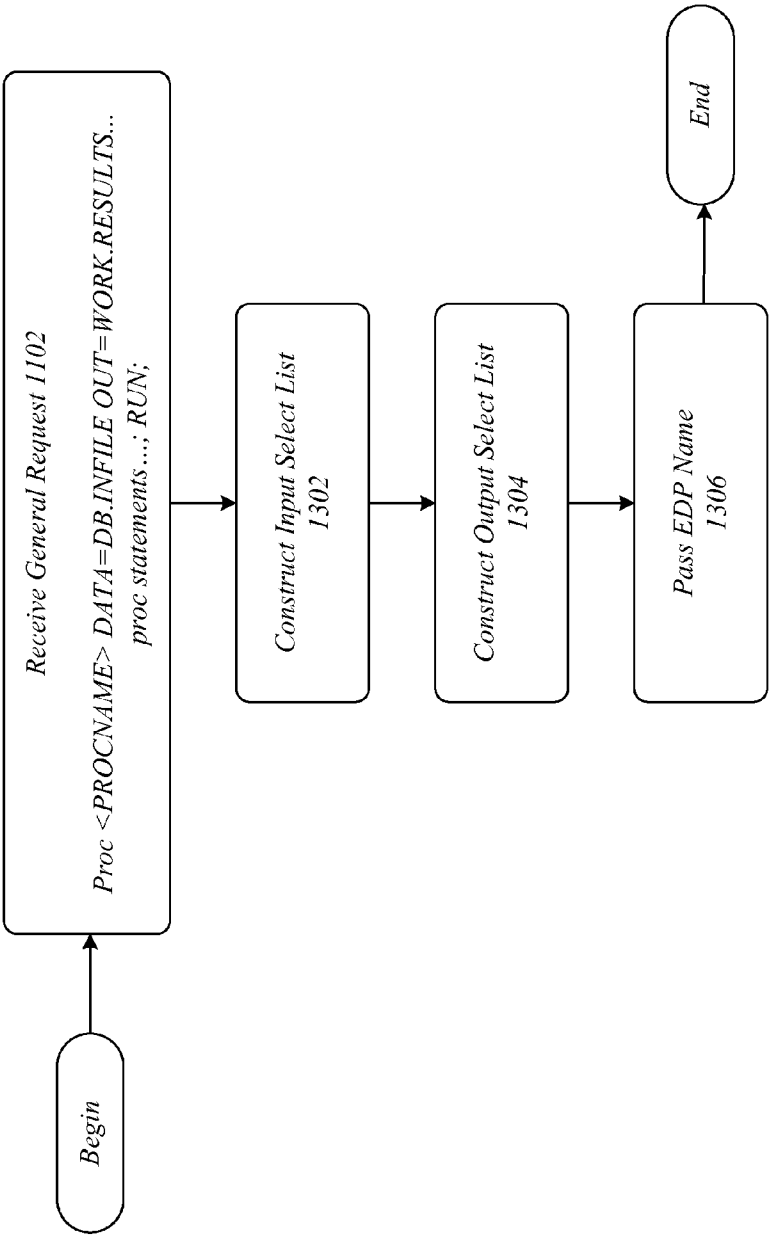 Begin
Receive General Request 1102
Proc <PROCNAME> DATA=DB.INFILE OUT=WORK.RESULTS...
proc statements ...; RUN;
Construct Input Select List
1302
Construct Output Select List
1304
Pass EDP Name
1306
End